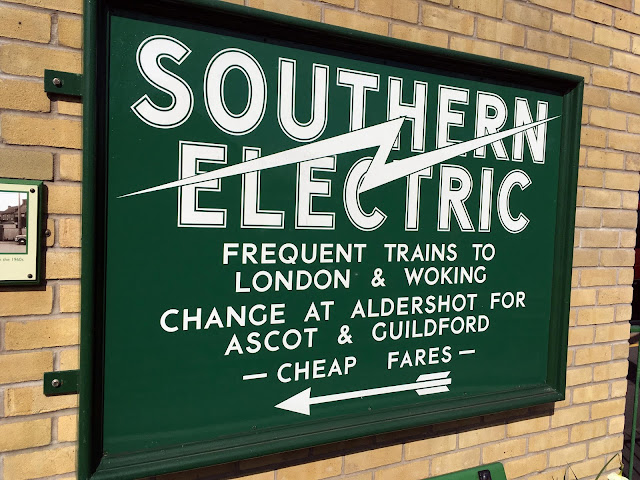 SOUTHERN
ELECTRIC
FREQUENT TRAINS TO
LONDON & WOKING
CHANGE AT ALDERSHOT FOR
ASCOT & GUILDFORD
— CHEAP FARES —